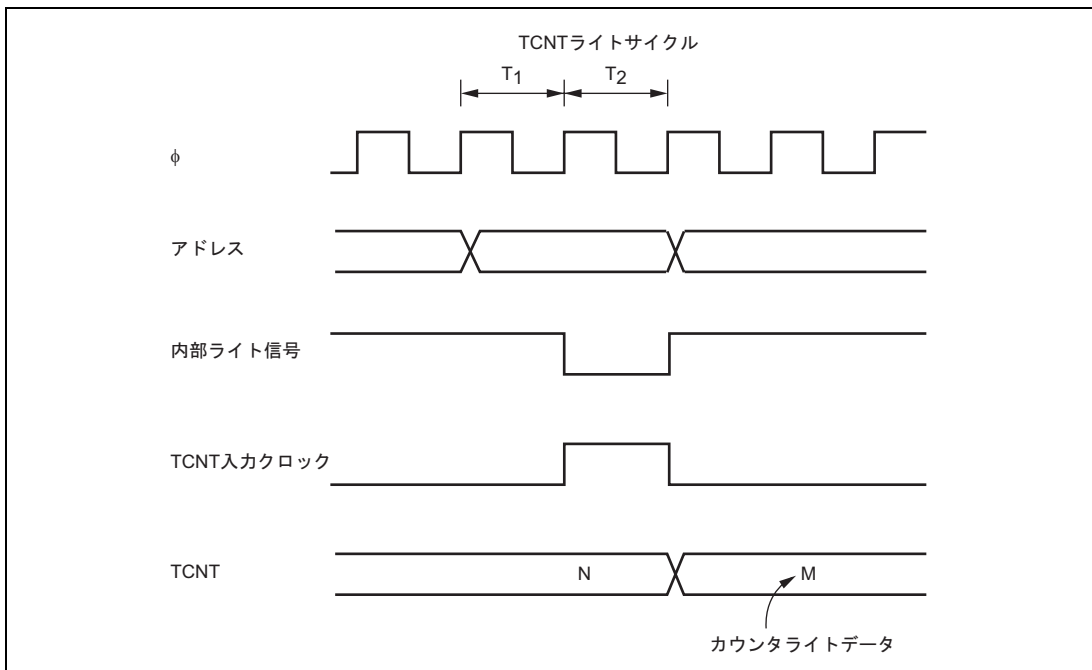 TCNTライトサイクル
T1 T2
φ
アドレス
内部ライト信号
TCNT入力クロック
TCNT N M
カウンタライトデータ